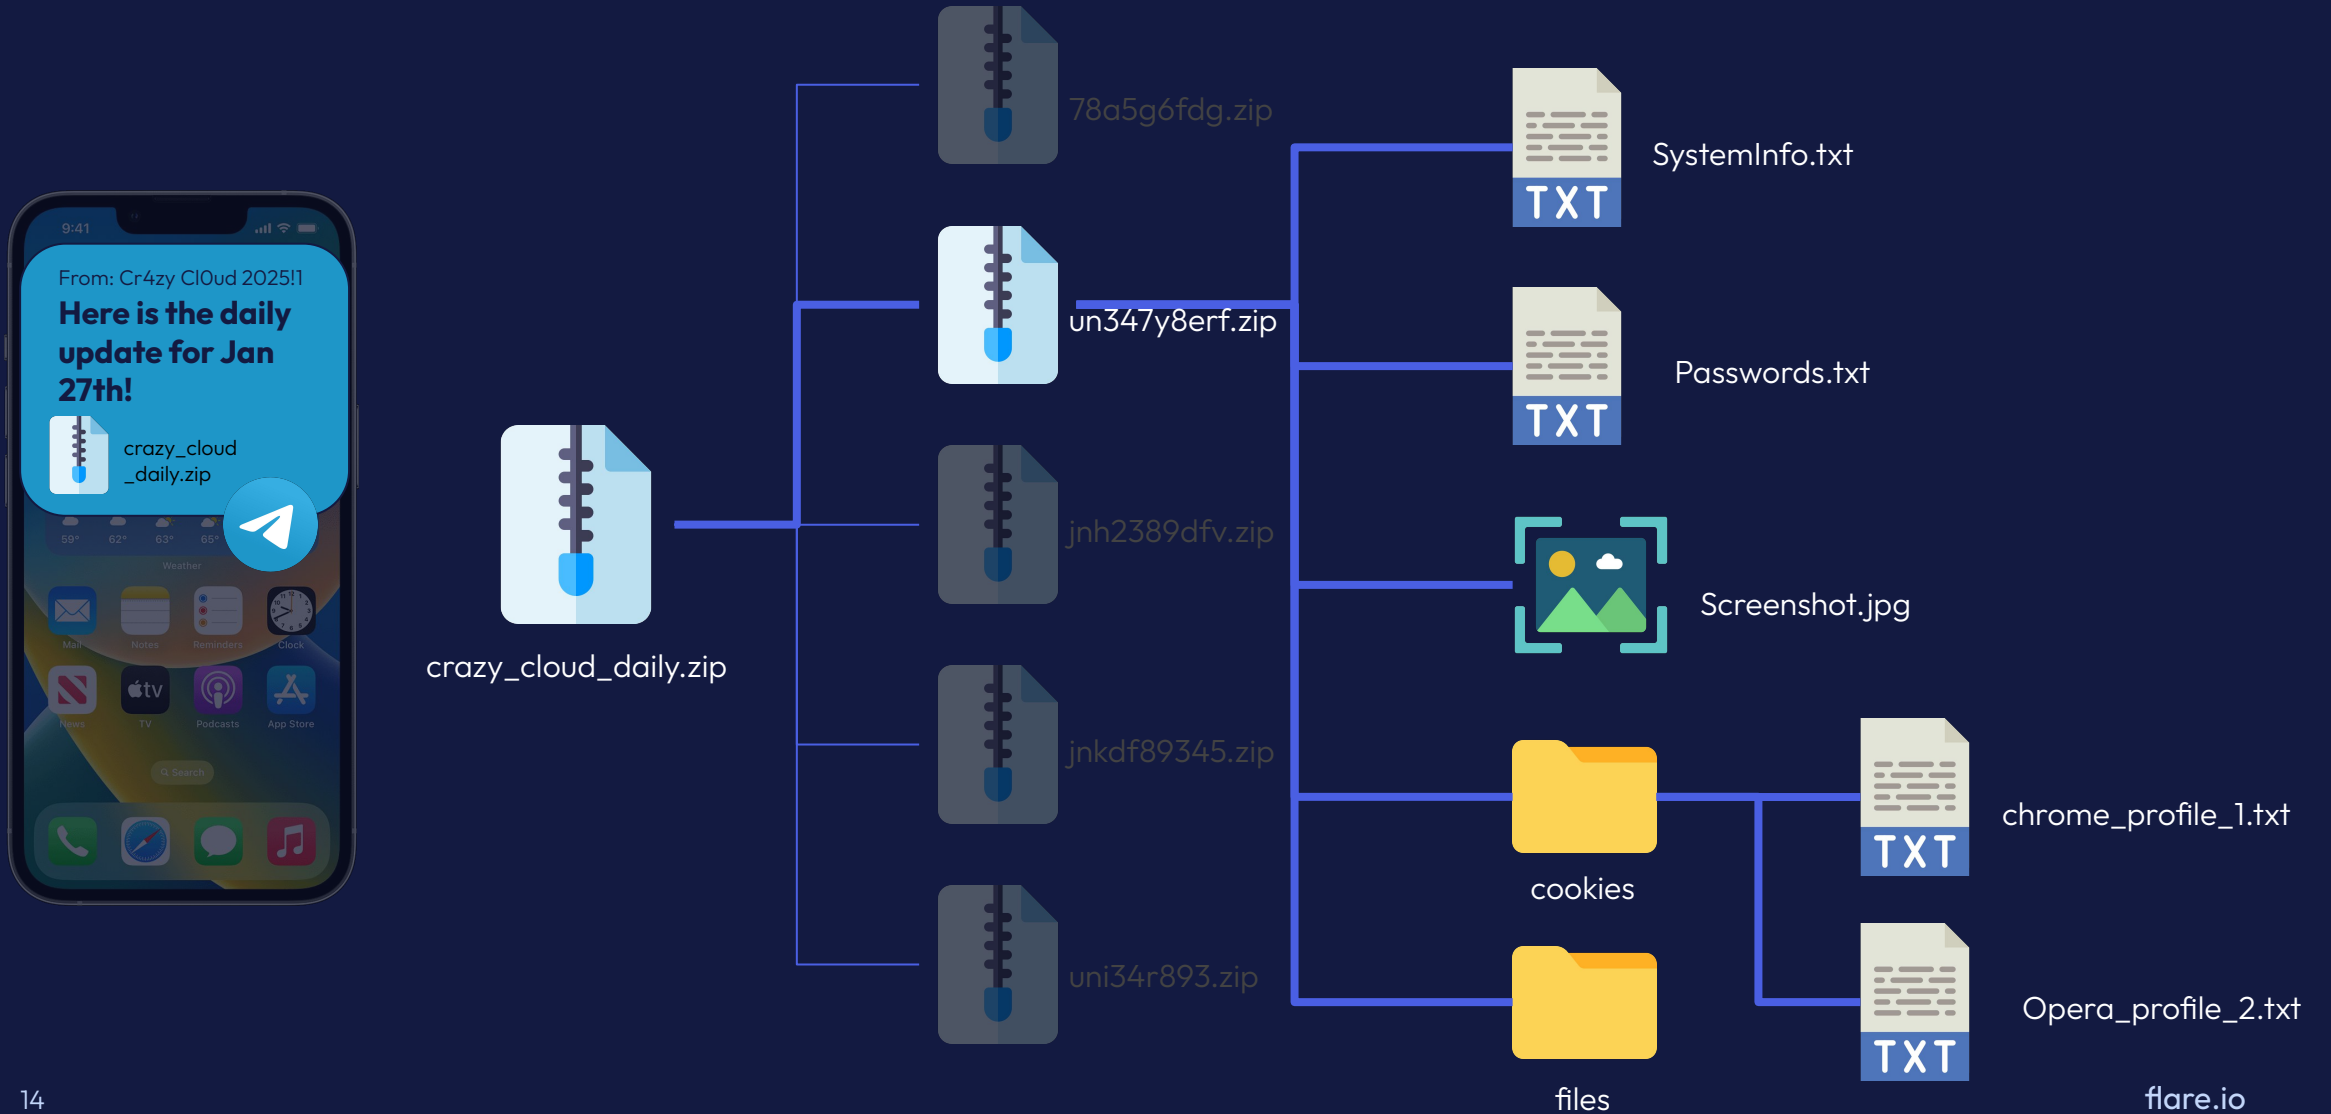 9:41
From: Cr4zy Cl0ud 2025!1
Here is the daily
update for Jan
27th!
crazy_cloud
_daily.zip
59°
62°
63°
65°
Weather
Mail
Notes
Reminders
Clock
tv
News
TV
Podcasts
App Store
Search
crazy_cloud_daily.zip
78a5g6fdg.zip
un347y8erf.zip
jnh2389dfv.zip
jnkdf89345.zip
uni34r893.zip
TXT
SystemInfo.txt
TXT
Passwords.txt
Screenshot.jpg
cookies
files
TXT
chrome_profile_1.txt
TXT
Opera_profile_2.txt
14
flare.io